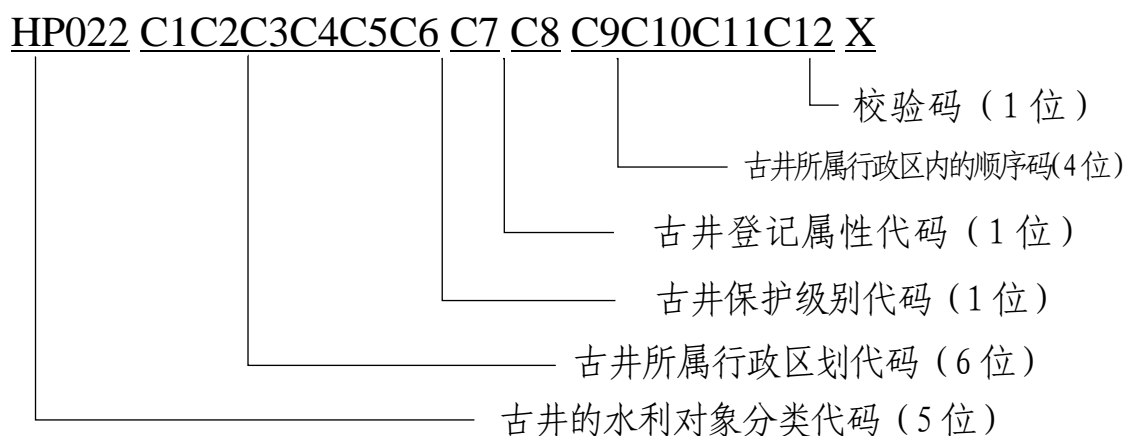 HP022 C1C2C3C4C5C6 C7 C8 C9C10C11C12 X
校验码（1位）
古井所属行政区内的顺序码(4位)
古井登记属性代码（1位）
古井保护级别代码（1位）
古井所属行政区划代码（6位）
古井的水利对象分类代码（5位）